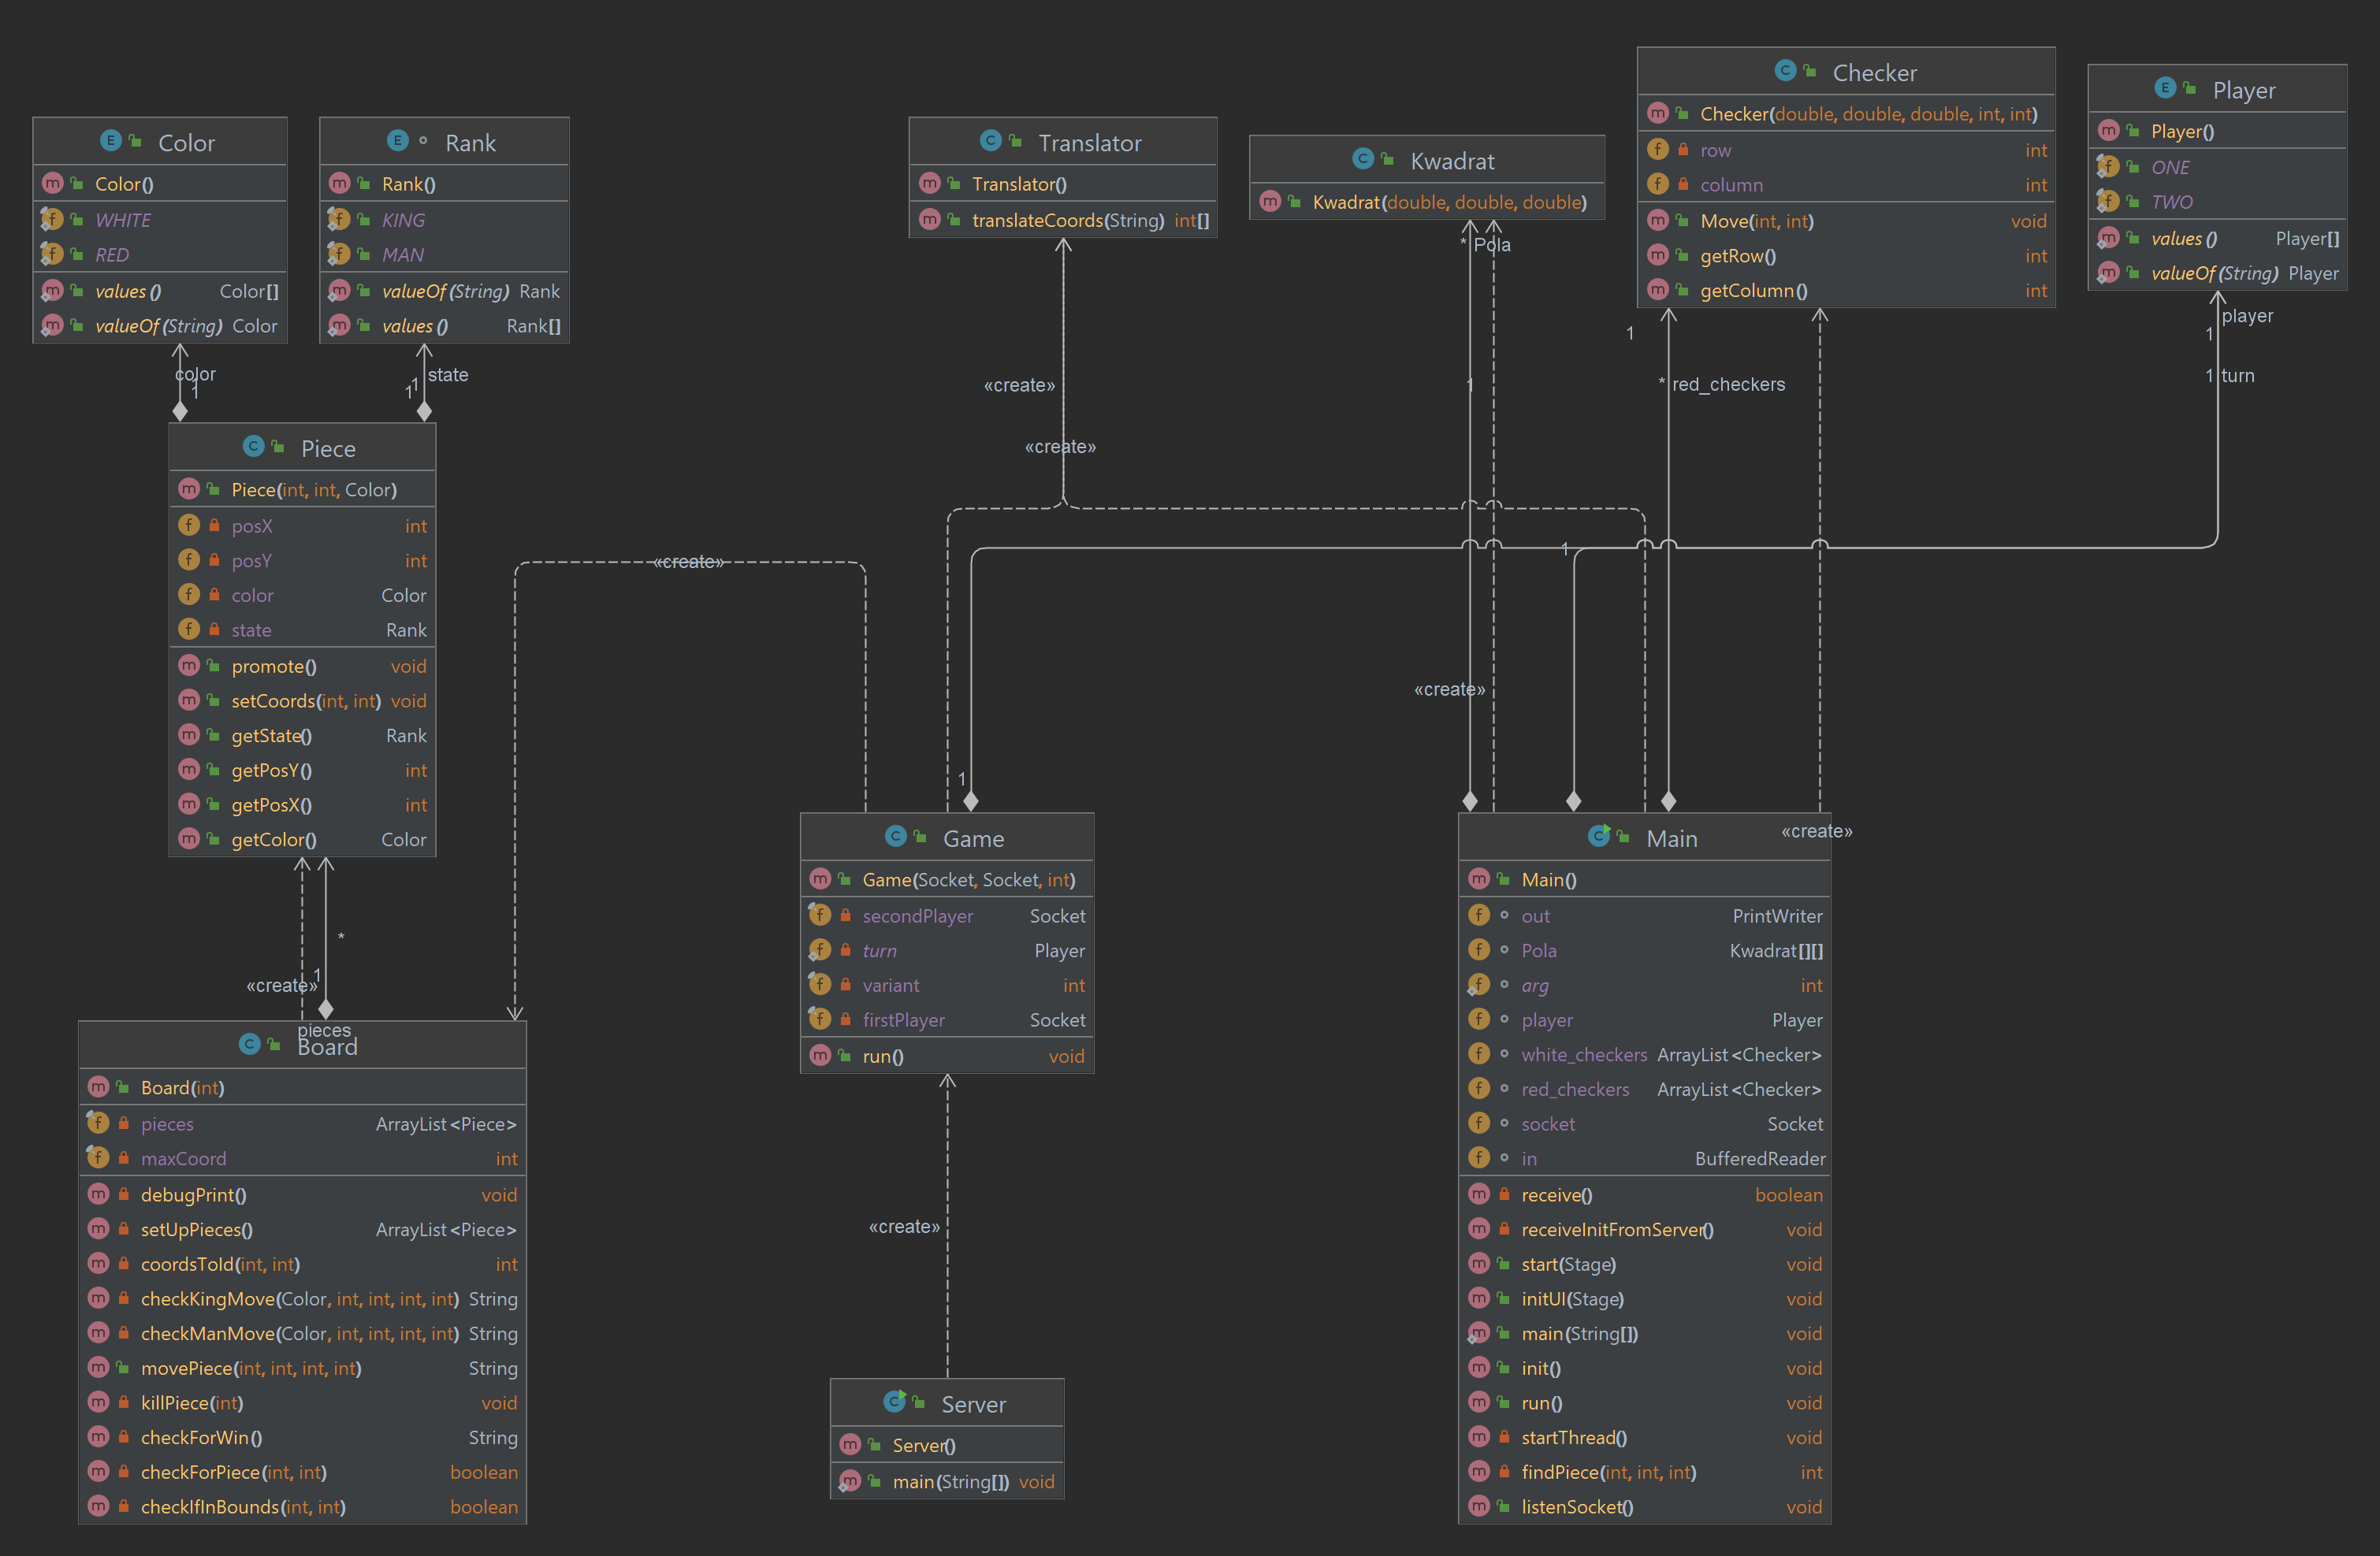 Color
Color()
WHITE
RED
values() Color[]
valueOf(String) Color
Rank
Rank()
KING
MAN
valueOf(String) Rank
values() Rank[]
Translator
Translator()
translateCoords(String) int[]
Kwadrat
Kwadrat(double, double, double)
Checker
Checker(double, double, double, int, int)
row int
column int
Move(int, int) void
getRow() int
getColumn() int
Player
Player()
ONE
TWO
values() Player[]
valueOf(String) Player
color
1
state
1
1
«create»
«create»
* Pola
1
1
* red_checkers
player
1
1 turn
Piece
Piece(int, int, Color)
posX int
posY int
color Color
state Rank
promote() void
setCoords(int, int) void
getState() Rank
getPosY() int
getPosX() int
getColor() Color
«create»
1
«create»
1
«create»
*
1
«create»
pieces
Board
Board(int)
pieces ArrayList<Piece>
maxCoord int
debugPrint() void
setUpPieces() ArrayList<Piece>
coordsToId(int, int) int
checkKingMove(Color, int, int, int, int) String
checkManMove(Color, int, int, int, int) String
movePiece(int, int, int, int) String
killPiece(int) void
checkForWin() String
checkForPiece(int, int) boolean
checkIfInBounds(int, int) boolean
Game
Game(Socket, Socket, int)
secondPlayer Socket
turn Player
variant int
firstPlayer Socket
run() void
«create»
Server
Server()
main(String[]) void
Main
Main()
out PrintWriter
Pola Kwadrat[][]
arg int
player Player
white_checkers ArrayList<Checker>
red_checkers ArrayList<Checker>
socket Socket
in BufferedReader
receive() boolean
receiveInitFromServer() void
start(Stage) void
initUI(Stage) void
main(String[]) void
init() void
run() void
startThread() void
findPiece(int, int, int) int
listenSocket() void